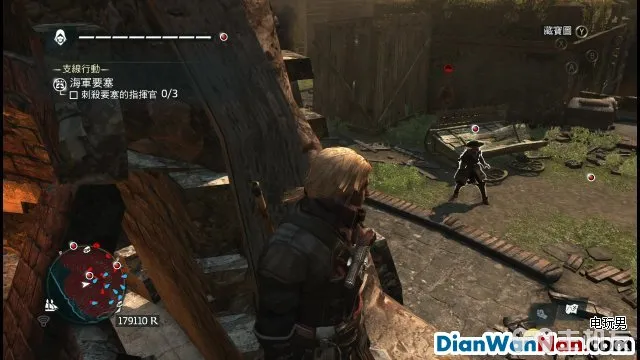 藏寶圖 Y
支線行動
海軍要塞
刺殺要塞的指揮官 0/3
179110 R
电玩男
DianWanNan.com